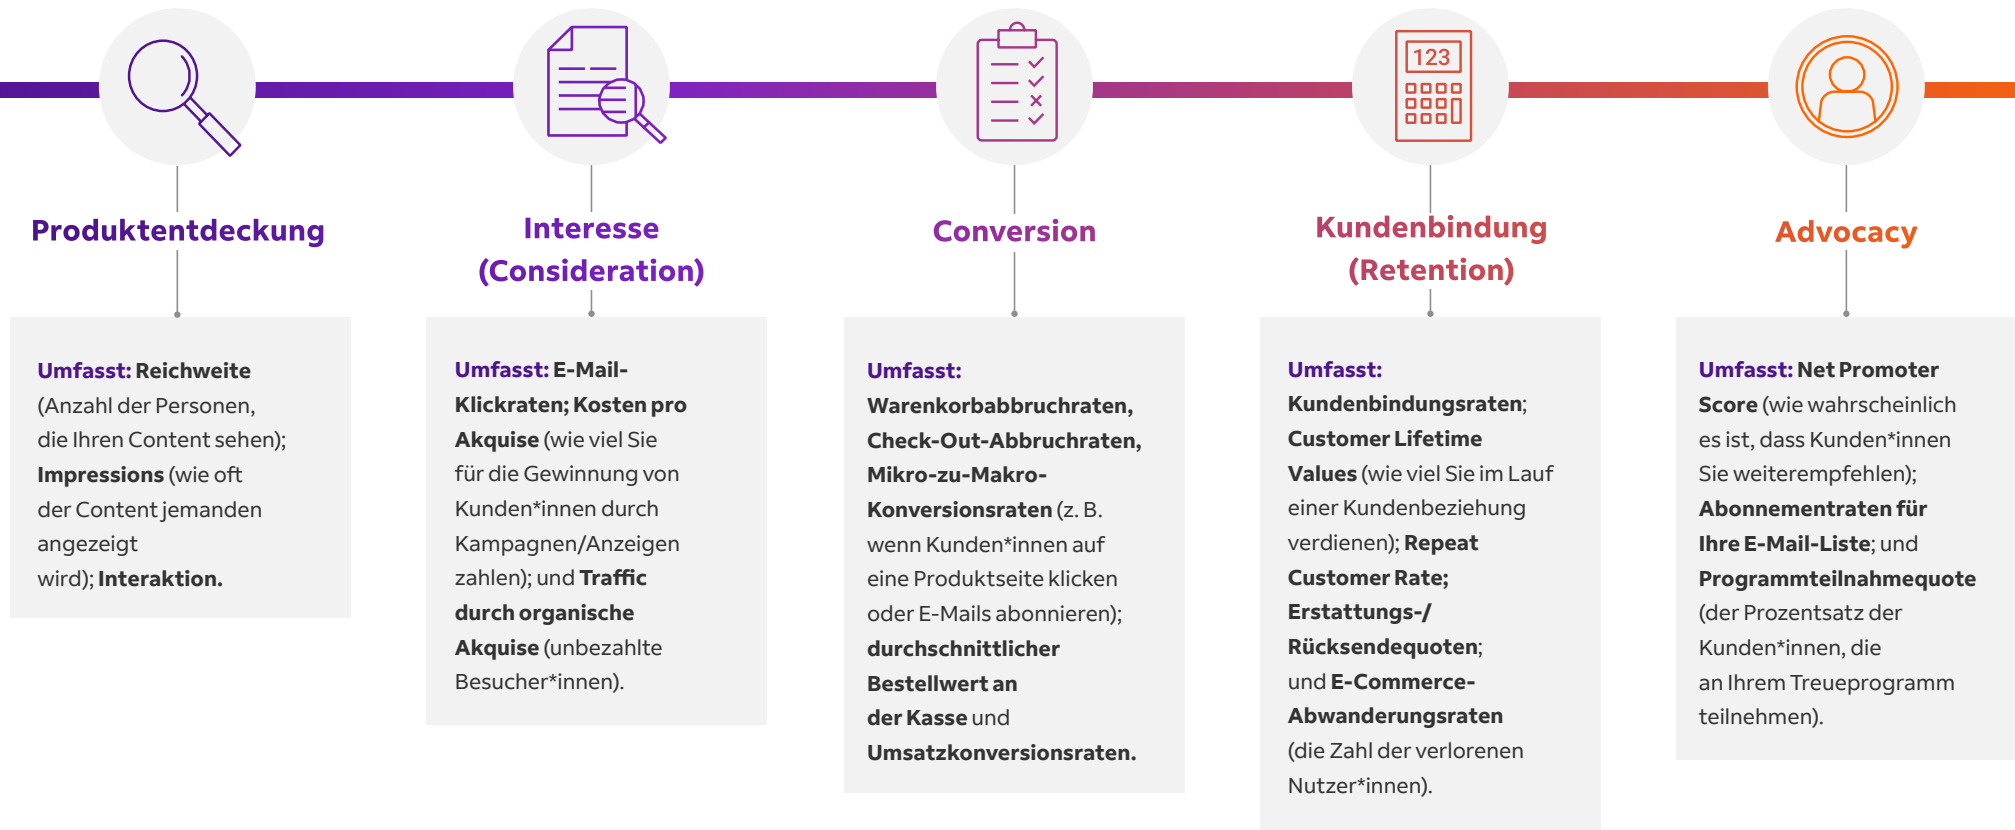 Produktentdeckung
Umfasst: Reichweite
(Anzahl der Personen,
die Ihren Content sehen);
Impressions (wie oft
der Content jemanden
angezeigt
wird); Interaktion.
Interesse
(Consideration)
Umfasst: E-Mail-
Klickraten; Kosten pro
Akquise (wie viel Sie
für die Gewinnung von
Kunden*innen durch
Kampagnen/Anzeigen
zahlen); und Traffic
durch organische
Akquise (unbezahlte
Besucher*innen).
Conversion
Umfasst:
Warenkorbabbruchraten,
Check-Out-Abbruchraten,
Mikro-zu-Makro-
Konversionsraten (z. B.
wenn Kunden*innen auf
eine Produktseite klicken
oder E-Mails abonnieren);
durchschnittlicher
Bestellwert an
der Kasse und
Umsatzkonversionsraten.
123
Kundenbindung
(Retention)
Umfasst:
Kundenbindungsraten;
Customer Lifetime
Values (wie viel Sie im Lauf
einer Kundenbeziehung
verdienen); Repeat
Customer Rate;
Erstattungs-/
Rücksendequoten;
und E-Commerce-
Abwanderungsraten
(die Zahl der verlorenen
Nutzer*innen).
Advocacy
Umfasst: Net Promoter
Score (wie wahrscheinlich
es ist, dass Kunden*innen
Sie weiterempfehlen);
Abonnementraten für
Ihre E-Mail-Liste; und
Programmteilnahmequote
(der Prozentsatz der
Kunden*innen, die
an Ihrem Treueprogramm
teilnehmen).